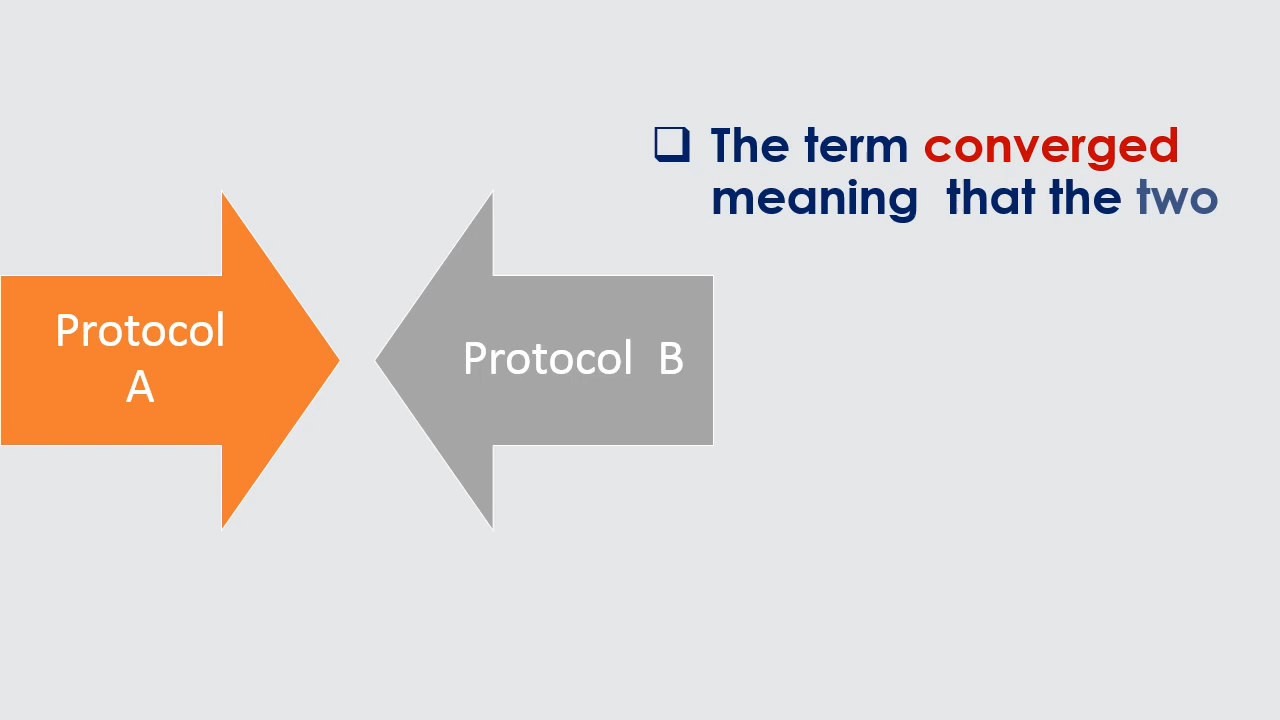 ❑ The term converged
meaning  that the two
Protocol
A
Protocol  B